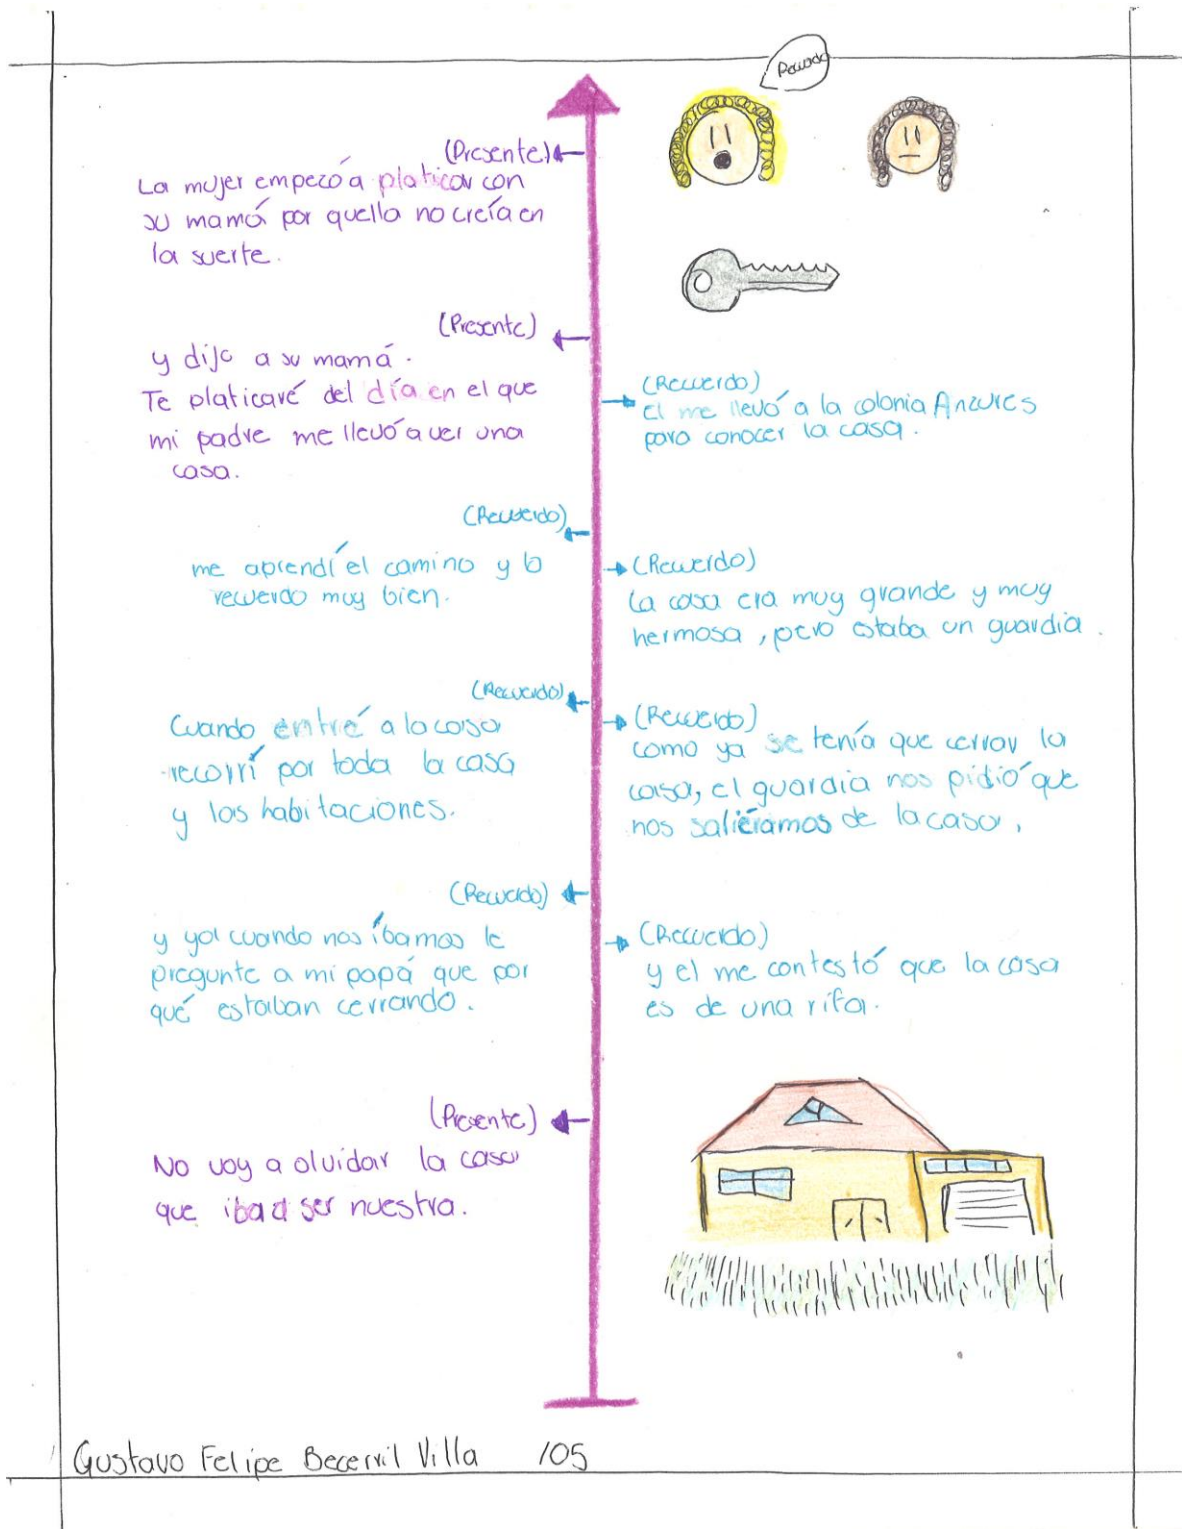 Recuerdo
(Presente)
La mujer empezó a platicar con
su mamá por quella no creía en
la suerte.
(Presente)
y dijo a su mamá.
Te platicaré del día en el que
mi padre me llevó a ver una
casa.
(Recuerdo)
el me llevó a la colonia Anzures
para conocer la casa.
(Recuerdo)
me aprendí el camino y lo
recuerdo muy bien.
(Recuerdo)
la casa era muy grande y muy
hermosa, pero estaba un guardia.
(Recuerdo)
Cuando entré a la casa
recorrí por toda la casa
y las habitaciones.
(Recuerdo)
como ya se tenía que cerrar la
casa, el guardia nos pidió que
nos saliéramos de la casa,
(Recuerdo)
y ya cuando nos íbamos le
pregunte a mi papá que por
qué estaban cerrando.
(Recuerdo)
y el me contestó que la casa
es de una rifa.
(Presente)
No voy a olvidar la casa
que iba a ser nuestra.
Gustavo Felipe Becerril Villa 105